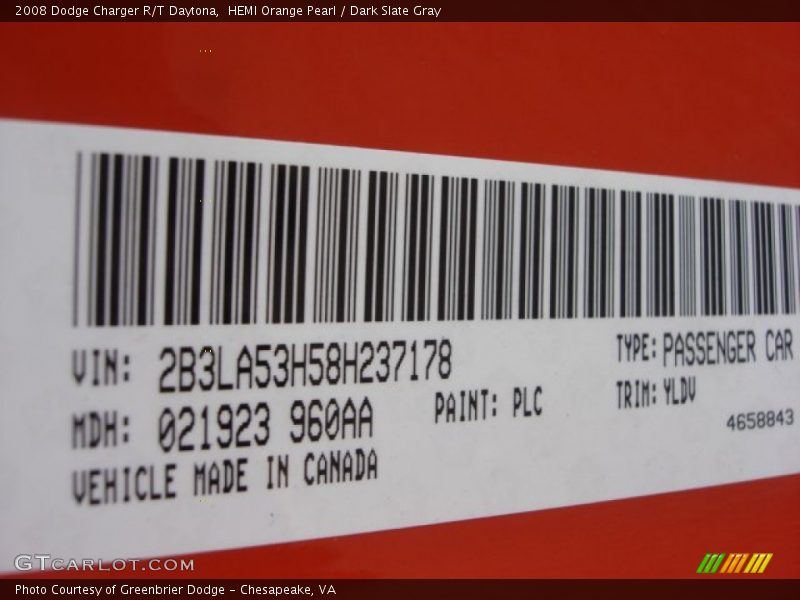 2008 Dodge Charger R/T Daytona,  HEMI Orange Pearl / Dark Slate Gray
VIN: 2B3LA53H58H237178
TYPE: PASSENGER CAR
MDH: 021923 960AA
PAINT: PLC
TRIM: YLDV
4658843
VEHICLE MADE IN CANADA
GTCARLOT.COM
Photo Courtesy of Greenbrier Dodge - Chesapeake, VA